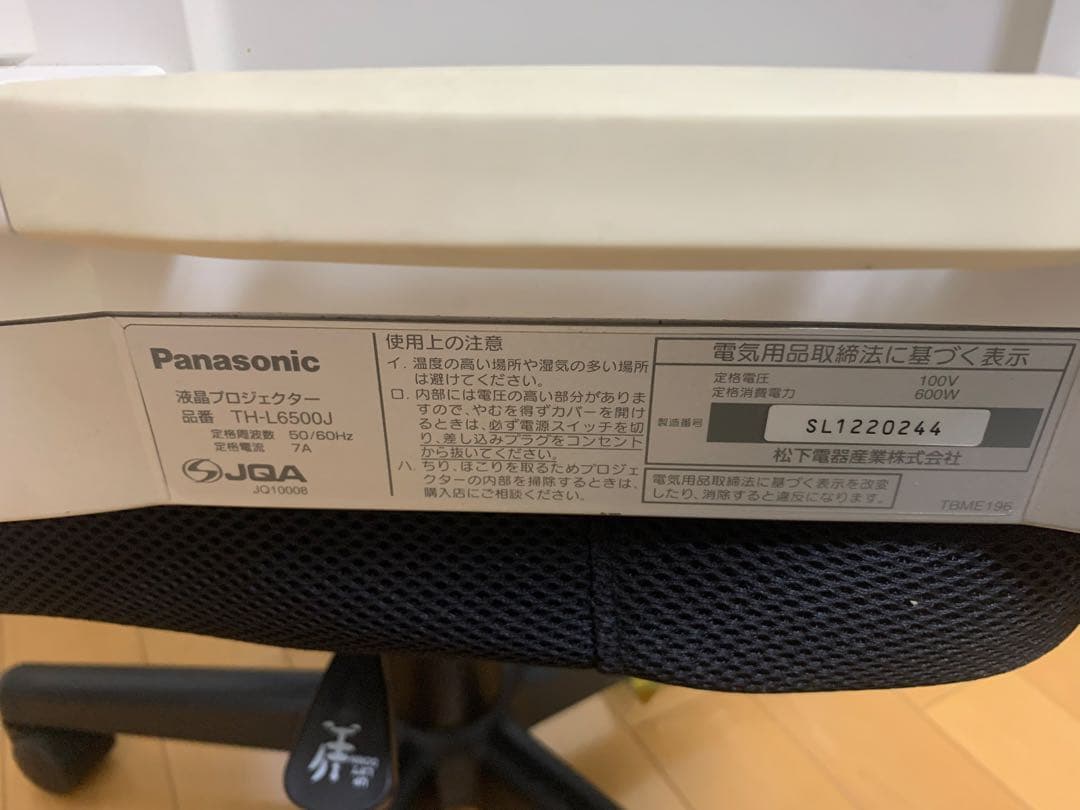 Panasonic
液晶プロジェクター
品番 TH-L6500J
定格周波数 50/60Hz
定格電流 7A
JQA
JQ10008
使用上の注意
イ. 温度の高い場所や湿気の多い場所
は避けてください。
ロ. 内部には電圧の高い部分がありま
すので、やむを得ずカバーを開け
るときは、必ず電源スイッチを切
り、差し込みプラグをコンセント
から抜いてください。
ハ. ちり、ほこりを取るためプロジェ
クターの内部を掃除するときは、
購入店にご相談ください。
電気用品取締法に基づく表示
定格電圧 100V
定格消費電力 600W
製造番号 SL1220244
松下電器産業株式会社
電気用品取締法に基づく表示を改変
したり、消除すると違反になります。
TBME196